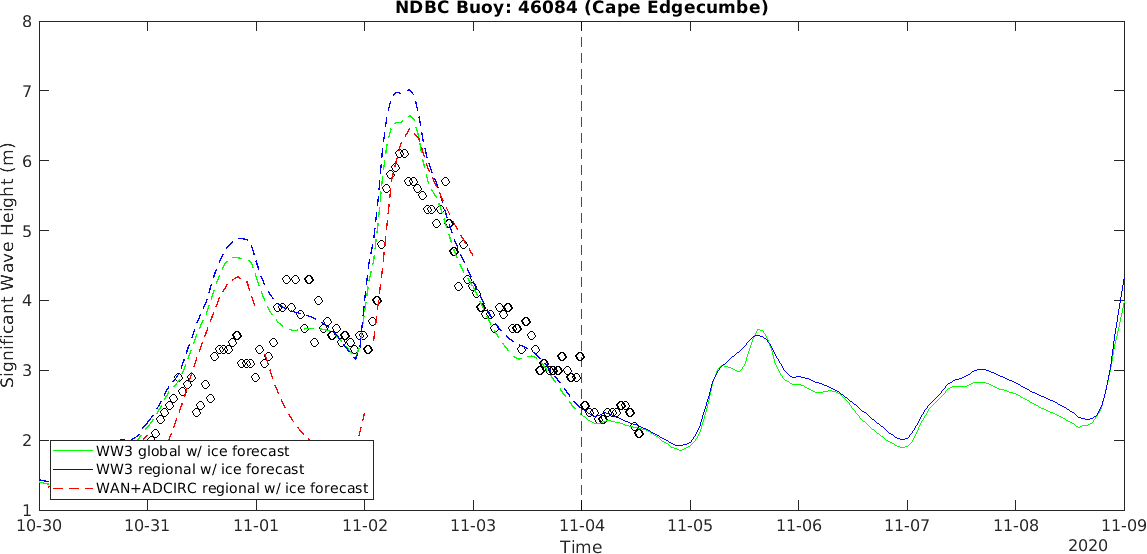 NDBC Buoy: 46084 (Cape Edgecumbe)
8
7
6
5
4
3
2
1
Significant Wave Height (m)
WW3 global w/ ice forecast
WW3 regional w/ ice forecast
WAN+ADCIRC regional w/ ice forecast
10-30 10-31 11-01 11-02 11-03 11-04 11-05 11-06 11-07 11-08 11-09
Time
2020